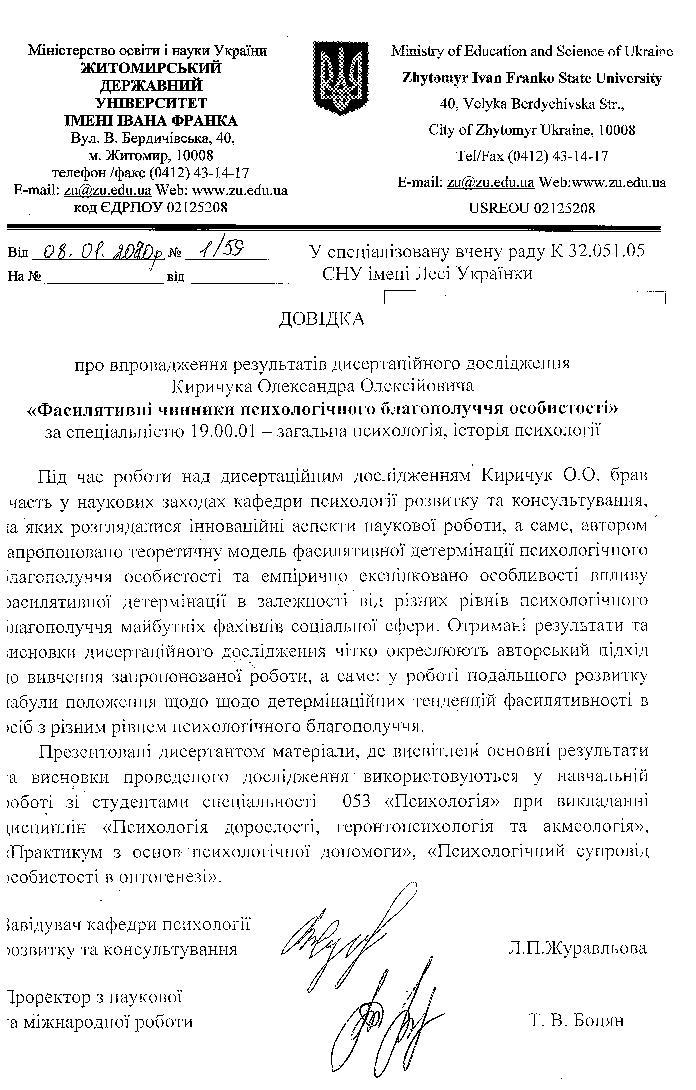 Міністерство освіти і науки України
ЖИТОМИРСЬКИЙ
ДЕРЖАВНИЙ
УНІВЕРСИТЕТ
ІМЕНІ ІВАНА ФРАНКА
Вул. В. Бердичівська, 40,
м. Житомир, 10008
телефон /факс (0412) 43-14-17
E-mail: zu@zu.edu.ua Web: www.zu.edu.ua
код ЄДРПОУ 02125208
Ministry of Education and Science of Ukraine
Zhytomyr Ivan Franko State University
40, Velyka Berdychivska Str.,
City of Zhytomyr Ukraine, 10008
Tel/Fax (0412) 43-14-17
E-mail: zu@zu.edu.ua Web:www.zu.edu.ua
USREOU 02125208
Від 08. 01. 2020р № 1/59
На № від
У спеціалізовану вчену раду К 32.051.05
СНУ імені Лесі Українки
ДОВІДКА
про впровадження результатів дисертаційного дослідження
Киричука Олександра Олексійовича
«Фасилятивні чинники психологічного благополуччя особистості»
за спеціальністю 19.00.01 – загальна психологія, історія психології
Під час роботи над дисертаційним дослідженням Киричук О.О. брав
часть у наукових заходах кафедри психології розвитку та консультування,
а яких розглядалися інноваційні аспекти наукової роботи, а саме, автором
апропоновано теоретичну модель фасилятивної детермінації психологічного
лагополуччя особистості та емпірично експліковано особливості впливу
расилятивної детермінації в залежності від різних рівнів психологічного
лагополуччя майбутніх фахівців соціальної сфери. Отримані результати та
исновки дисертаційного дослідження чітко окреслюють авторський підхід
о вивчення запропонованої роботи, а саме: у роботі подальшого розвитку
абули положення щодо щодо детермінаційних тенденцій фасилятивності в
сіб з різним рівнем психологічного благополуччя.
Презентовані дисертантом матеріали, де висвітлені основні результати
та висновки проведеного дослідження використовуються у навчальній
роботі зі студентами спеціальності 053 «Психологія» при викладанні
дисциплін «Психологія дорослості, геронтопсихологія та акмеологія»,
«Практикум з основ психологічної допомоги», «Психологічний супровід
особистості в онтогенезі».
Завідувач кафедри психології
розвитку та консультування
Л.П.Журавльова
Проректор з наукової
та міжнародної роботи
Т. В. Боцян